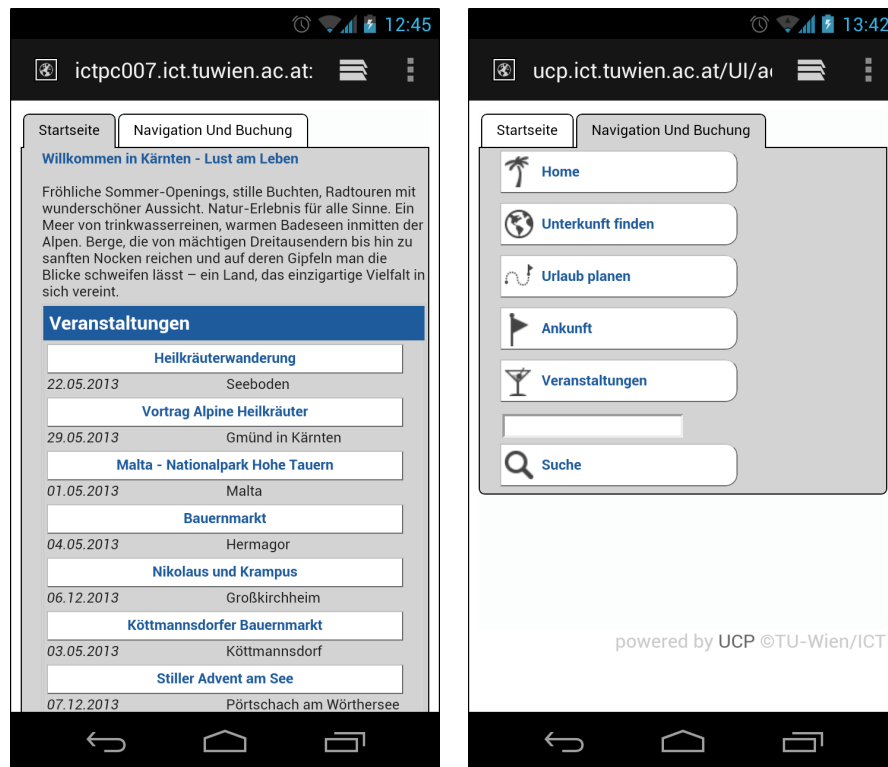 12:45
ictpc007.ict.tuwien.ac.at:
Startseite
Navigation Und Buchung
Willkommen in Kärnten - Lust am Leben
Fröhliche Sommer-Openings, stille Buchten, Radtouren mit
wunderschöner Aussicht. Natur-Erlebnis für alle Sinne. Ein
Meer von trinkwasserreinen, warmen Badeseen inmitten der
Alpen. Berge, die von mächtigen Dreitausendern bis hin zu
sanften Nocken reichen und auf deren Gipfeln man die
Blicke schweifen lässt – ein Land, das einzigartige Vielfalt in
sich vereint.
Veranstaltungen
Heilkräuterwanderung
22.05.2013 Seeboden
Vortrag Alpine Heilkräuter
29.05.2013 Gmünd in Kärnten
Malta - Nationalpark Hohe Tauern
01.05.2013 Malta
Bauernmarkt
04.05.2013 Hermagor
Nikolaus und Krampus
06.12.2013 Großkirchheim
Köttmannsdorfer Bauernmarkt
03.05.2013 Köttmannsdorf
Stiller Advent am See
07.12.2013 Pörtschach am Wörthersee
13:42
ucp.ict.tuwien.ac.at/UI/a
Startseite
Navigation Und Buchung
Home
Unterkunft finden
Urlaub planen
Ankunft
Veranstaltungen
Suche
powered by UCP ©TU-Wien/ICT